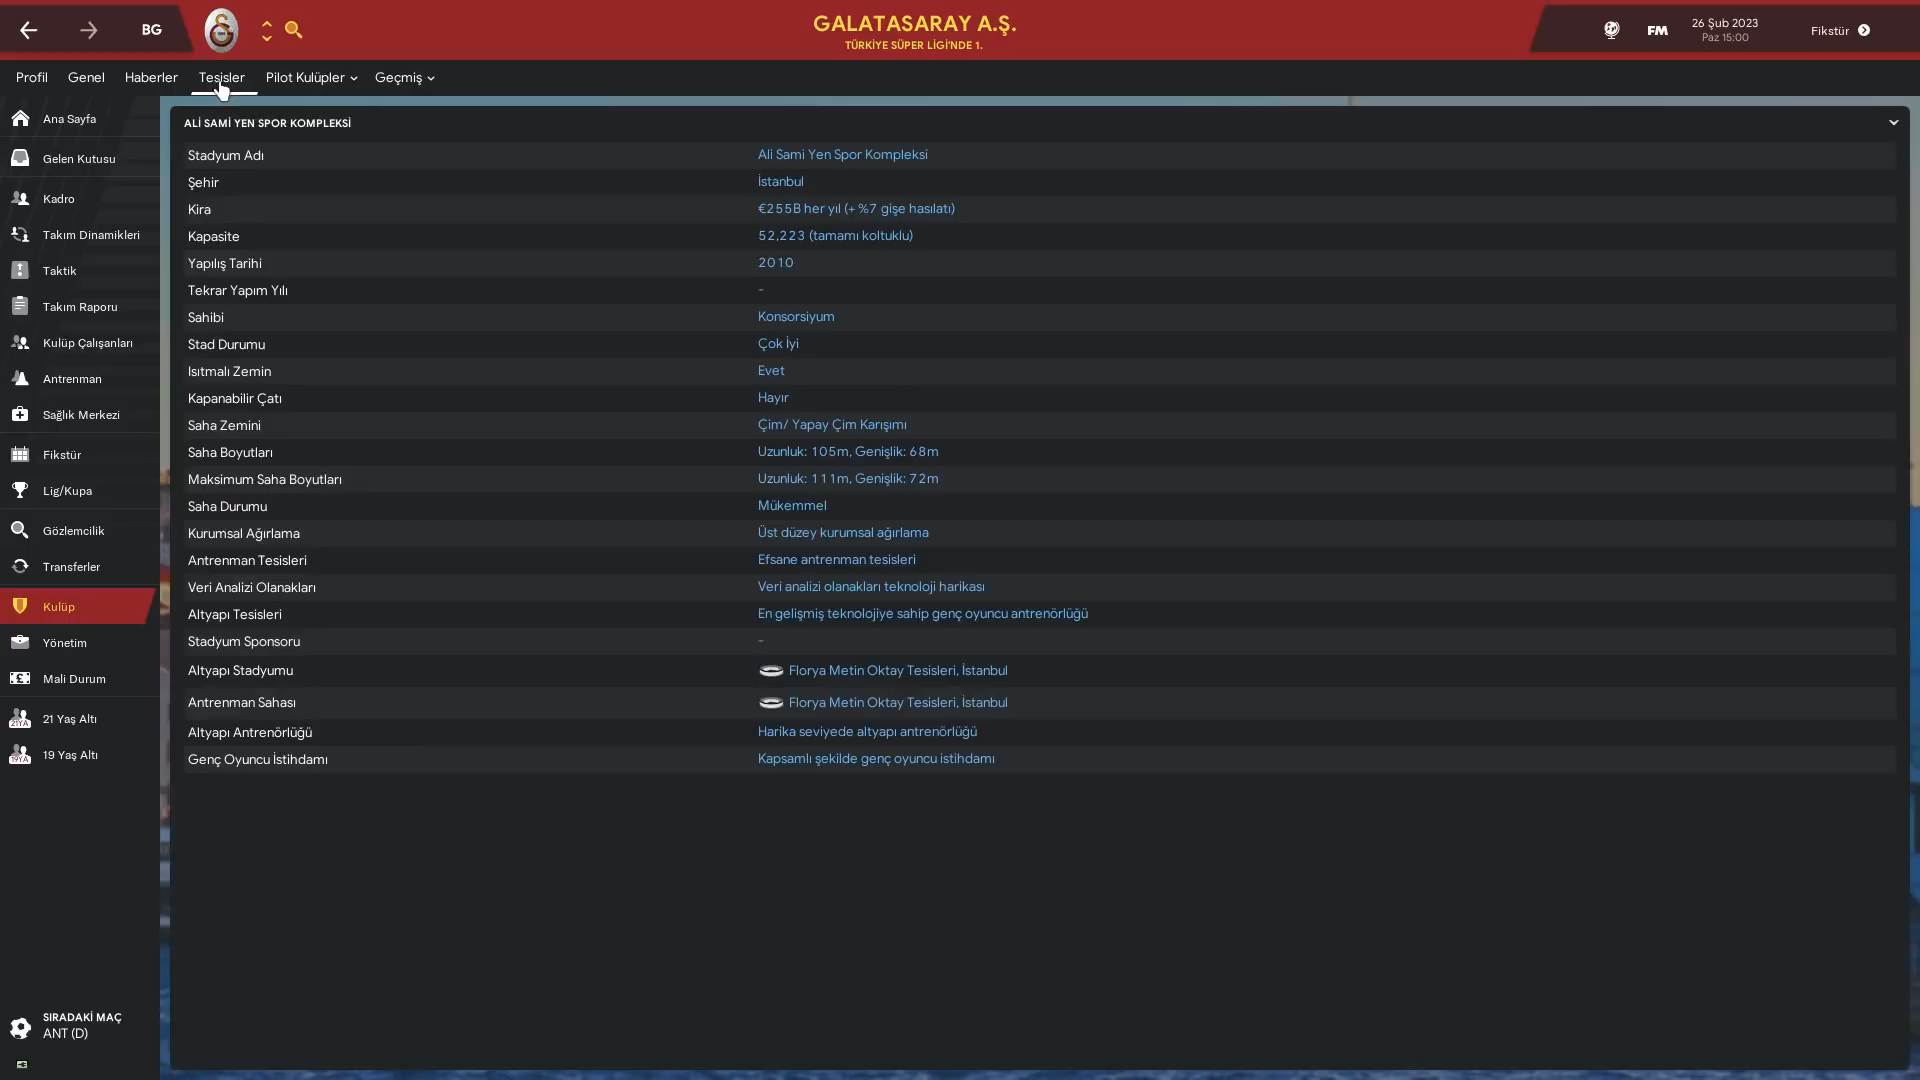 BG
GALATASARAY A.Ş.
TÜRKİYE SÜPER LİGİ'NDE 1.
FM
26 Şub 2023
Paz 15:00
Fikstür
Profil
Genel
Haberler
Tesisler
Pilot Kulüpler
Geçmiş
Ana Sayfa
Gelen Kutusu
Kadro
Takım Dinamikleri
Taktik
Takım Raporu
Kulüp Çalışanları
Antrenman
Sağlık Merkezi
Fikstür
Lig/Kupa
Gözlemcilik
Transferler
Kulüp
Yönetim
Mali Durum
21YA 21 Yaş Altı
19YA 19 Yaş Altı
SIRADAKİ MAÇ
ANT (D)
ALİ SAMİ YEN SPOR KOMPLEKSİ
Stadyum Adı Ali Sami Yen Spor Kompleksi
Şehir İstanbul
Kira €255B her yıl (+ %7 gişe hasılatı)
Kapasite 52,223 (tamamı koltuklu)
Yapılış Tarihi 2010
Tekrar Yapım Yılı -
Sahibi Konsorsiyum
Stad Durumu Çok İyi
Isıtmalı Zemin Evet
Kapanabilir Çatı Hayır
Saha Zemini Çim/ Yapay Çim Karışımı
Saha Boyutları Uzunluk: 105m, Genişlik: 68m
Maksimum Saha Boyutları Uzunluk: 111m, Genişlik: 72m
Saha Durumu Mükemmel
Kurumsal Ağırlama Üst düzey kurumsal ağırlama
Antrenman Tesisleri Efsane antrenman tesisleri
Veri Analizi Olanakları Veri analizi olanakları teknoloji harikası
Altyapı Tesisleri En gelişmiş teknolojiye sahip genç oyuncu antrenörlüğü
Stadyum Sponsoru -
Altyapı Stadyumu Florya Metin Oktay Tesisleri, İstanbul
Antrenman Sahası Florya Metin Oktay Tesisleri, İstanbul
Altyapı Antrenörlüğü Harika seviyede altyapı antrenörlüğü
Genç Oyuncu İstihdamı Kapsamlı şekilde genç oyuncu istihdamı